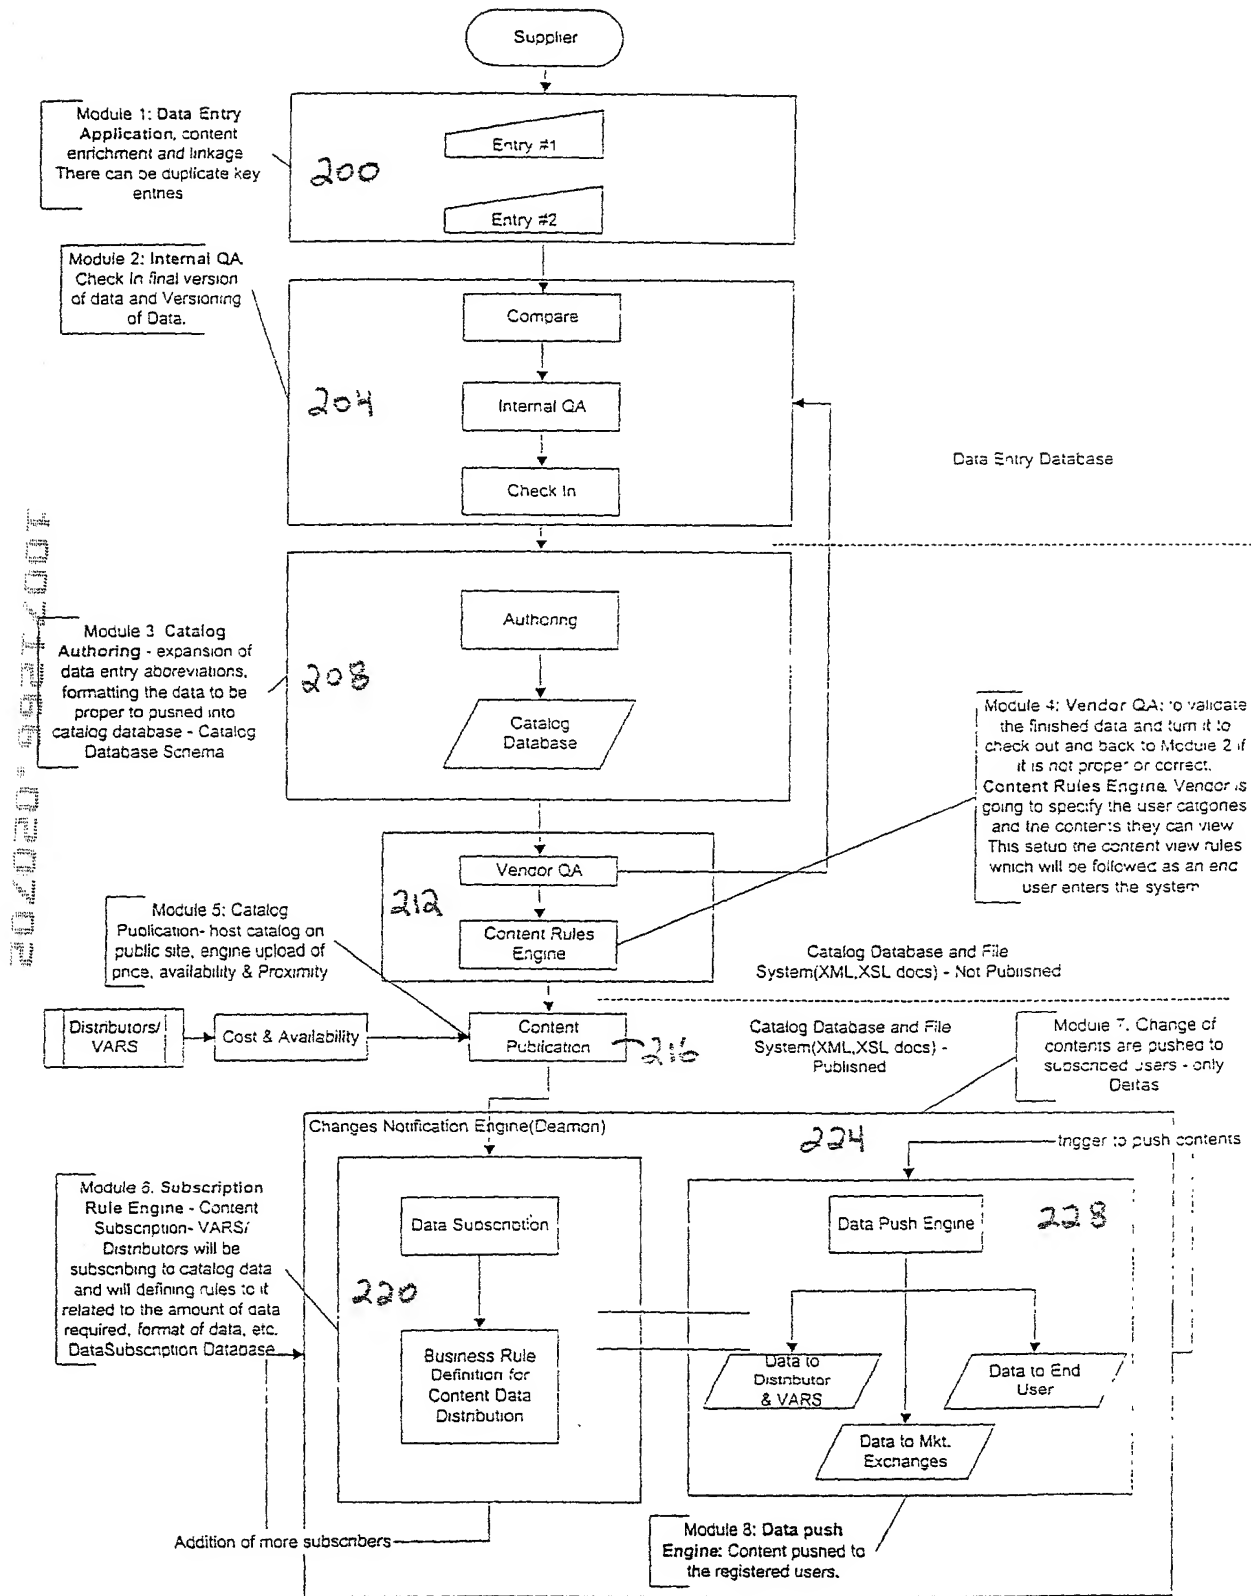 Supplier
Module 1: Data Entry
Application, content
enrichment and linkage
There can be duplicate key
entries
200
Entry #1
Entry #2
Module 2: Internal QA
Check In final version
of data and Versioning
of Data.
204
Compare
Internal QA
Check In
Data Entry Database
Module 3 Catalog
Authoring - expansion of
data entry abbreviations,
formatting the data to be
proper to pushed into
catalog database - Catalog
Database Schema
208
Authoring
Catalog
Database
Module 4: Vendor QA: to validate
the finished data and turn it to
check out and back to Module 2 if
it is not proper or correct.
Content Rules Engine. Vendor is
going to specify the user catgories
and the contents they can view
This setup the content view rules
which will be followed as an end
user enters the system
212
Vendor QA
Content Rules
Engine
Module 5: Catalog
Publication- host catalog on
public site, engine upload of
price, availability & Proximity
Catalog Database and File
System(XML,XSL docs) - Not Published
Distributors/
VARS
Cost & Availability
Content
Publication
216
Catalog Database and File
System(XML,XSL docs) -
Published
Module 7. Change of
contents are pushed to
subscribed users - only
Deltas
Changes Notification Engine(Deamon)
224
trigger to push contents
Module 6. Subscription
Rule Engine - Content
Subscription- VARS/
Distributors will be
subscribing to catalog data
and will defining rules to it
related to the amount of data
required, format of data, etc.
DataSubscription Database
220
Data Subscription
Business Rule
Definition for
Content Data
Distribution
228
Data Push Engine
Data to
Distributor
& VARS
Data to End
User
Data to Mkt.
Exchanges
Addition of more subscribers
Module 8: Data push
Engine: Content pushed to
the registered users.